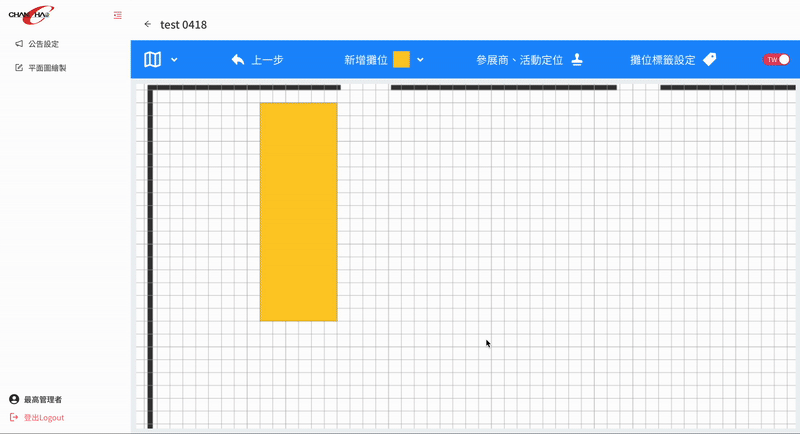 CHAN CHAO
test 0418
公告設定
平面圖繪製
上一步
新增攤位
參展商、活動定位
攤位標籤設定
TW
最高管理者
登出Logout